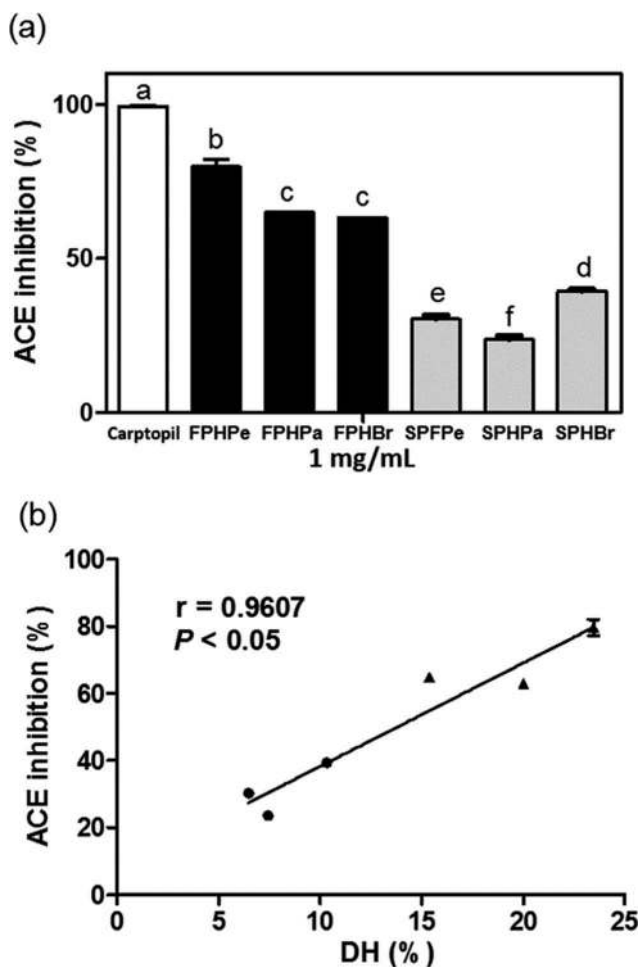 (a)
ACE inhibition (%)
100
50
0
a
b
c
c
e
f
d
Carptopil FPHPe FPHPa FPHBr SPFPe SPHPa SPHBr
1 mg/mL
(b)
ACE inhibition (%)
100
80
60
40
20
0
r = 0.9607
P < 0.05
0 5 10 15 20 25
DH (%)